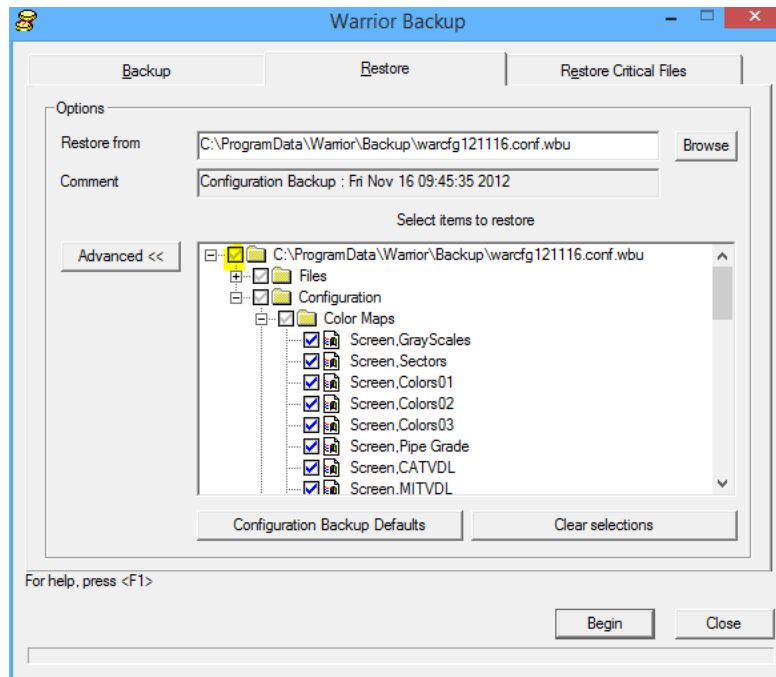 Warrior Backup
Backup Restore Restore Critical Files
Options
Restore from C:\ProgramData\Warrior\Backup\warcfg121116.conf.wbu Browse
Comment Configuration Backup : Fri Nov 16 09:45:35 2012
Select items to restore
Advanced << C:\ProgramData\Warrior\Backup\warcfg121116.conf.wbu
Files
Configuration
Color Maps
Screen,GrayScales
Screen,Sectors
Screen,Colors01
Screen,Colors02
Screen,Colors03
Screen,Pipe Grade
Screen,CATVDL
Screen,MITVDL
Configuration Backup Defaults Clear selections
For help, press <F1>
Begin Close